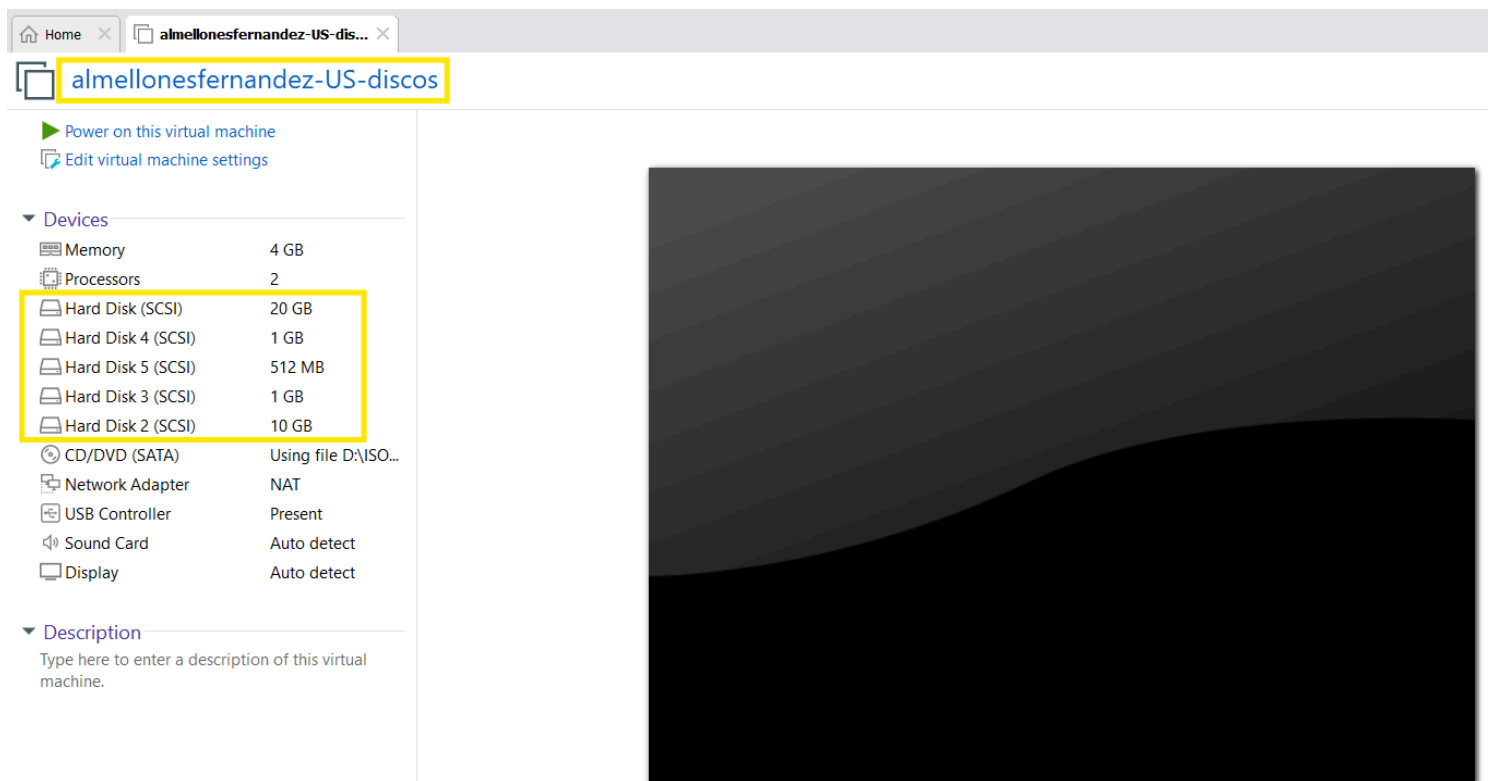 Home
almellonesfernandez-US-dis...
almellonesfernandez-US-discos
Power on this virtual machine
Edit virtual machine settings
Devices
Memory 4 GB
Processors 2
Hard Disk (SCSI) 20 GB
Hard Disk 4 (SCSI) 1 GB
Hard Disk 5 (SCSI) 512 MB
Hard Disk 3 (SCSI) 1 GB
Hard Disk 2 (SCSI) 10 GB
CD/DVD (SATA) Using file D:\ISO...
Network Adapter NAT
USB Controller Present
Sound Card Auto detect
Display Auto detect
Description
Type here to enter a description of this virtual
machine.